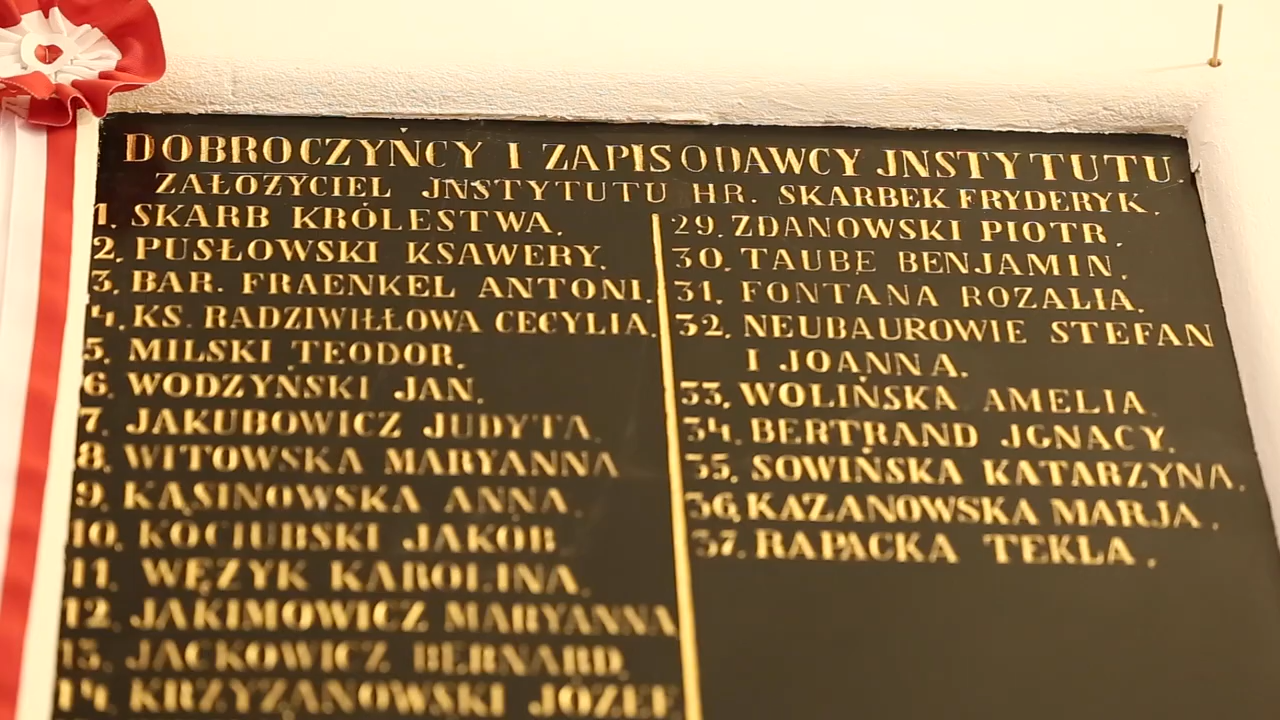 DOBROCZYŃCY I ZAPISODAWCY JNSTYTUTU
ZAŁOŻYCIEL JNSTYTUTU HR. SKARBEK FRYDERYK.
1. SKARB KRÓLESTWA.
2. PUSŁOWSKI KSAWERY.
3. BAR. FRAENKEL ANTONI.
4. KS. RADZIWIŁŁOWA CECYLIA.
5. MILSKI TEODOR.
6. WODZYŃSKI JAN.
7. JAKUBOWICZ JUDYTA.
8. WITOWSKA MARYANNA
9. KĄSINOWSKA ANNA.
10. KOCIUBSKI JAKÓB.
11. WĘŻYK KAROLINA.
12. JAKIMOWICZ MARYANNA
13. JACKOWICZ BERNARD.
14. KRZYŻANOWSKI JÓZEF
29. ZDANOWSKI PIOTR.
30. TAUBE BENJAMIN.
31. FONTANA ROZALIA.
32. NEUBAUROWIE STEFAN
I JOANNA.
33. WOLIŃSKA AMELIA.
34. BERTRAND JGNACY.
35. SOWIŃSKA KATARZYNA.
36. KAZANOWSKA MARJA.
37. RAPACKA TEKLA.